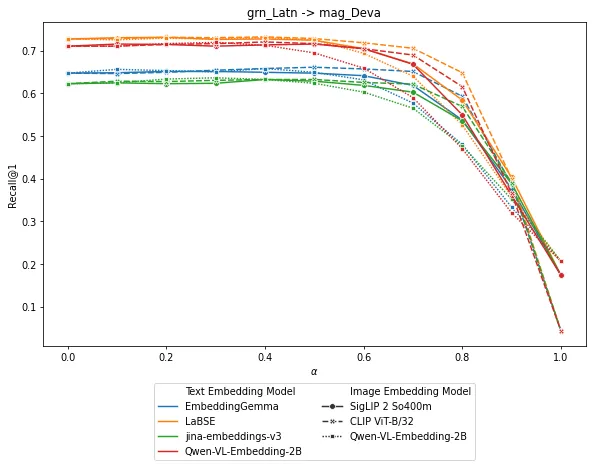 grn_Latn -> mag_Deva
Recall@1
0.7
0.6
0.5
0.4
0.3
0.2
0.1
0.0 0.2 0.4 0.6 0.8 1.0
α
Text Embedding Model Image Embedding Model
EmbeddingGemma SigLIP 2 So400m
LaBSE CLIP ViT-B/32
jina-embeddings-v3 Qwen-VL-Embedding-2B
Qwen-VL-Embedding-2B